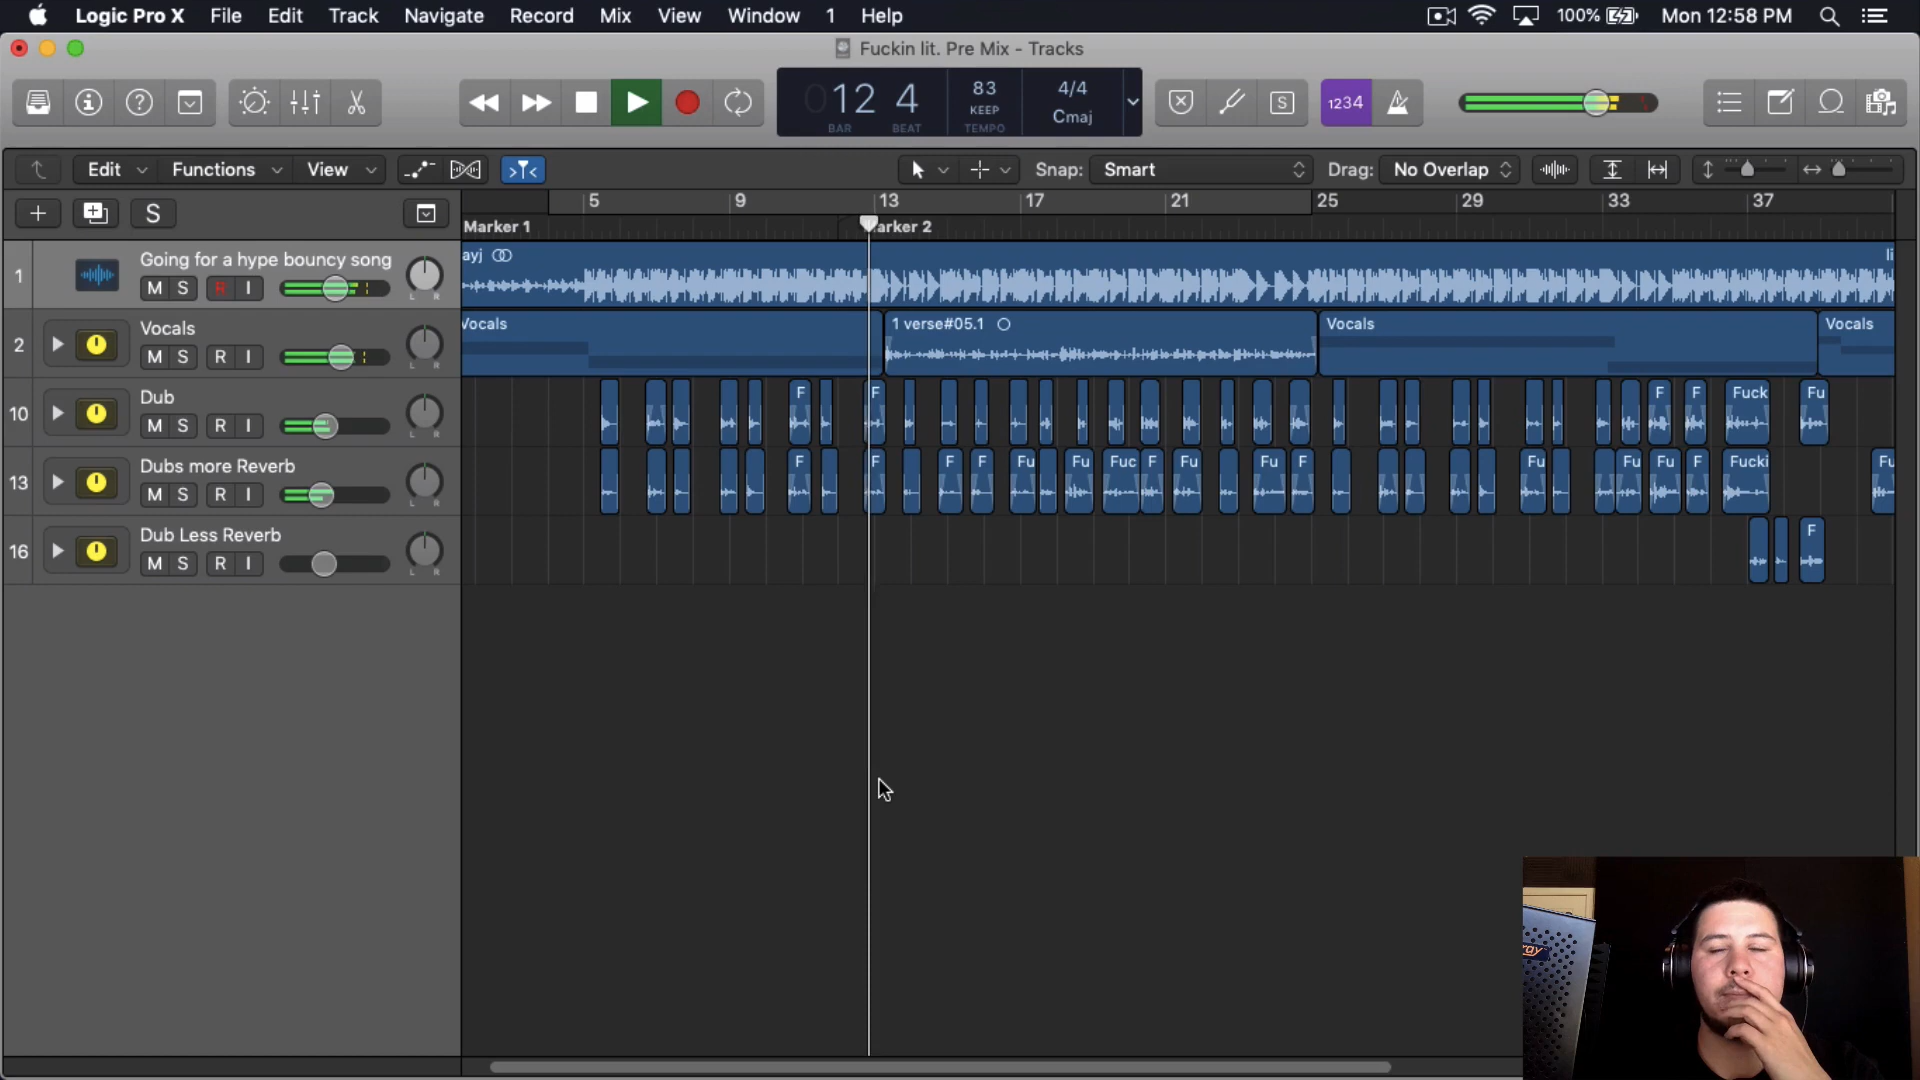 Logic Pro X File Edit Track Navigate Record Mix View Window 1 Help 100% Mon 12:58 PM
Fuckin lit. Pre Mix - Tracks
012 4 83 4/4
KEEP Cmaj
BAR BEAT TEMPO
1234
Edit Functions View Snap: Smart Drag: No Overlap
S
5 9 13 17 21 25 29 33 37
Marker 1 arker 2
1 Going for a hype bouncy song
M S R I
L R
ayj li
2 Vocals
M S R I
L R
Vocals 1 verse#05.1 Vocals Vocals
10 Dub
M S R I
L R
F F F F Fuck Fu
13 Dubs more Reverb
M S R I
L R
F F F F Fu Fu Fuc F Fu Fu F Fu Fu Fu F Fucki Fu
16 Dub Less Reverb
M S R I
L R
F